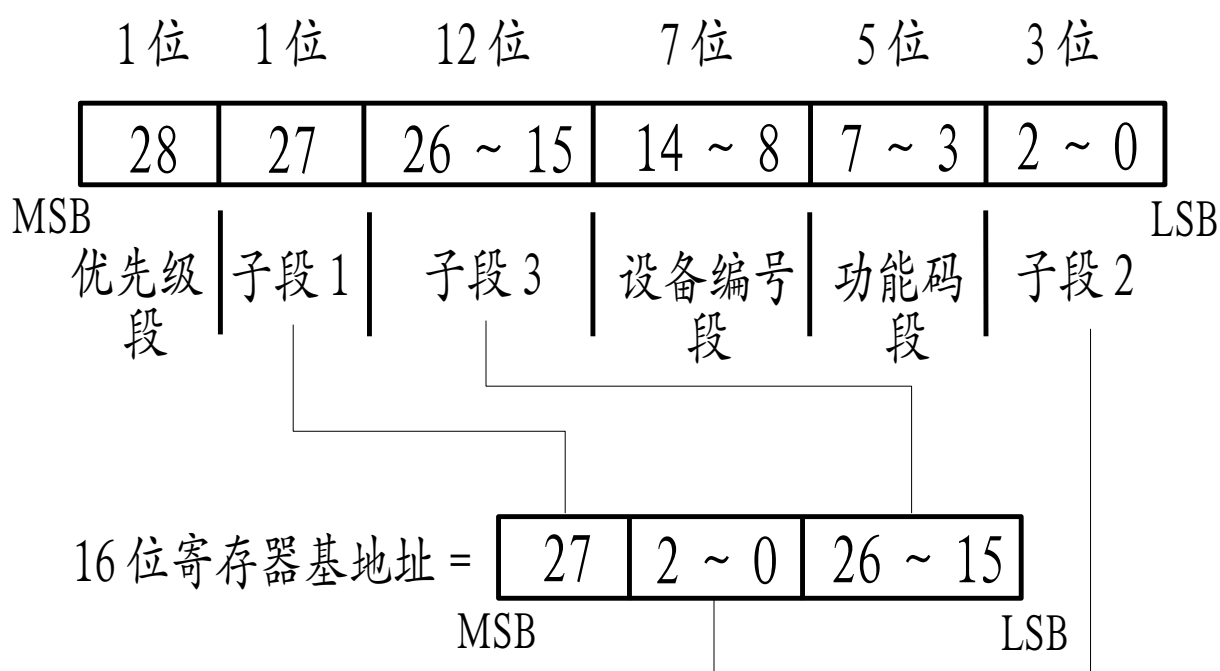 1位 1位 12位 7位 5位 3位
28 27 26 ~ 15 14 ~ 8 7 ~ 3 2 ~ 0
MSB LSB
优先级段 子段1 子段3 设备编号段 功能码段 子段2
16位寄存器基地址 = 27 2 ~ 0 26 ~ 15
MSB LSB